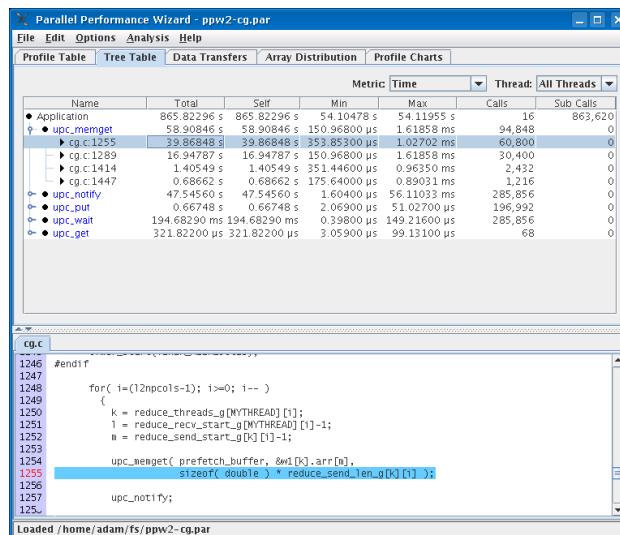 Parallel Performance Wizard - ppw2-cg.par
File Edit Options Analysis Help
Profile Table Tree Table Data Transfers Array Distribution Profile Charts
Metric: Time Thread: All Threads
Name Total Self Min Max Calls Sub Calls
Application 865.82296 s 865.82296 s 54.10478 s 54.11955 s 16 863,620
upc_memget 58.90846 s 58.90846 s 150.96800 µs 1.61858 ms 94,848 0
cg.c:1255 39.86848 s 39.86848 s 353.85300 µs 1.02702 ms 60,800 0
cg.c:1289 16.94787 s 16.94787 s 150.96800 µs 1.61858 ms 30,400 0
cg.c:1414 1.40549 s 1.40549 s 351.44600 µs 0.96350 ms 2,432 0
cg.c:1447 0.68662 s 0.68662 s 175.64000 µs 0.89031 ms 1,216 0
upc_notify 47.54560 s 47.54560 s 1.60400 µs 56.11033 ms 285,856 0
upc_put 0.66748 s 0.66748 s 2.06900 µs 51.02700 µs 196,992 0
upc_wait 194.68290 ms 194.68290 ms 0.39800 µs 149.21600 µs 285,856 0
upc_get 321.82200 µs 321.82200 µs 3.05900 µs 99.13100 µs 68 0
cg.c
1246 #endif
1247
1248 for( i=(l2npcols-1); i>=0; i-- )
1249 {
1250 k = reduce_threads_g[MYTHREAD][i];
1251 l = reduce_recv_start_g[MYTHREAD][i]-1;
1252 m = reduce_send_start_g[k][i]-1;
1253
1254 upc_memget( prefetch_buffer, &w1[k].arr[m],
1255 sizeof( double ) * reduce_send_len_g[k][i] );
1256
1257 upc_notify;
Loaded /home/adam/fs/ppw2-cg.par